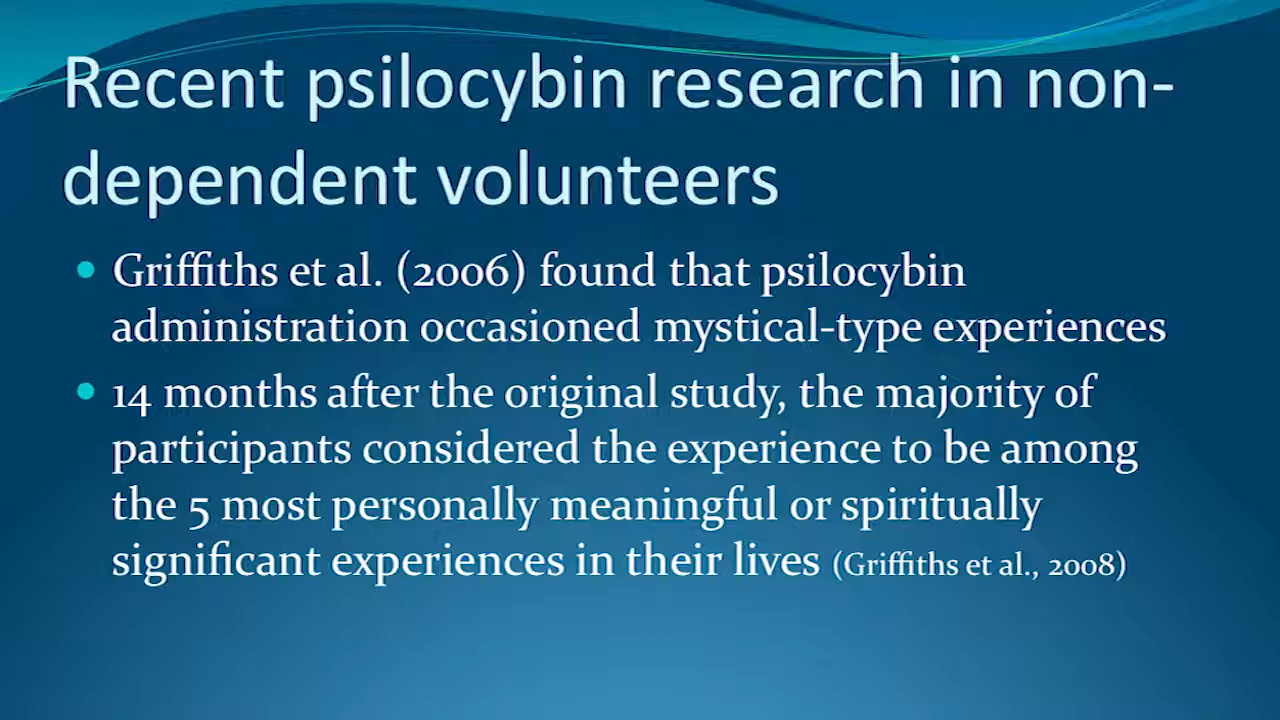 Recent psilocybin research in non-
dependent volunteers
• Griffiths et al. (2006) found that psilocybin
administration occasioned mystical-type experiences
• 14 months after the original study, the majority of
participants considered the experience to be among
the 5 most personally meaningful or spiritually
significant experiences in their lives (Griffiths et al., 2008)